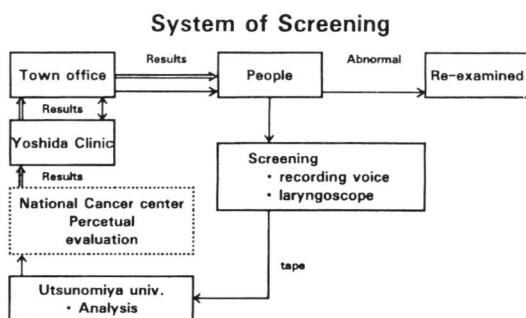 System of Screening
Results
Abnormal
Town office
People
Re-examined
Results
Yoshida Clinic
Screening
• recording voice
• laryngoscope
Results
National Cancer center
Percetual
evaluation
tape
Utsunomiya univ.
• Analysis